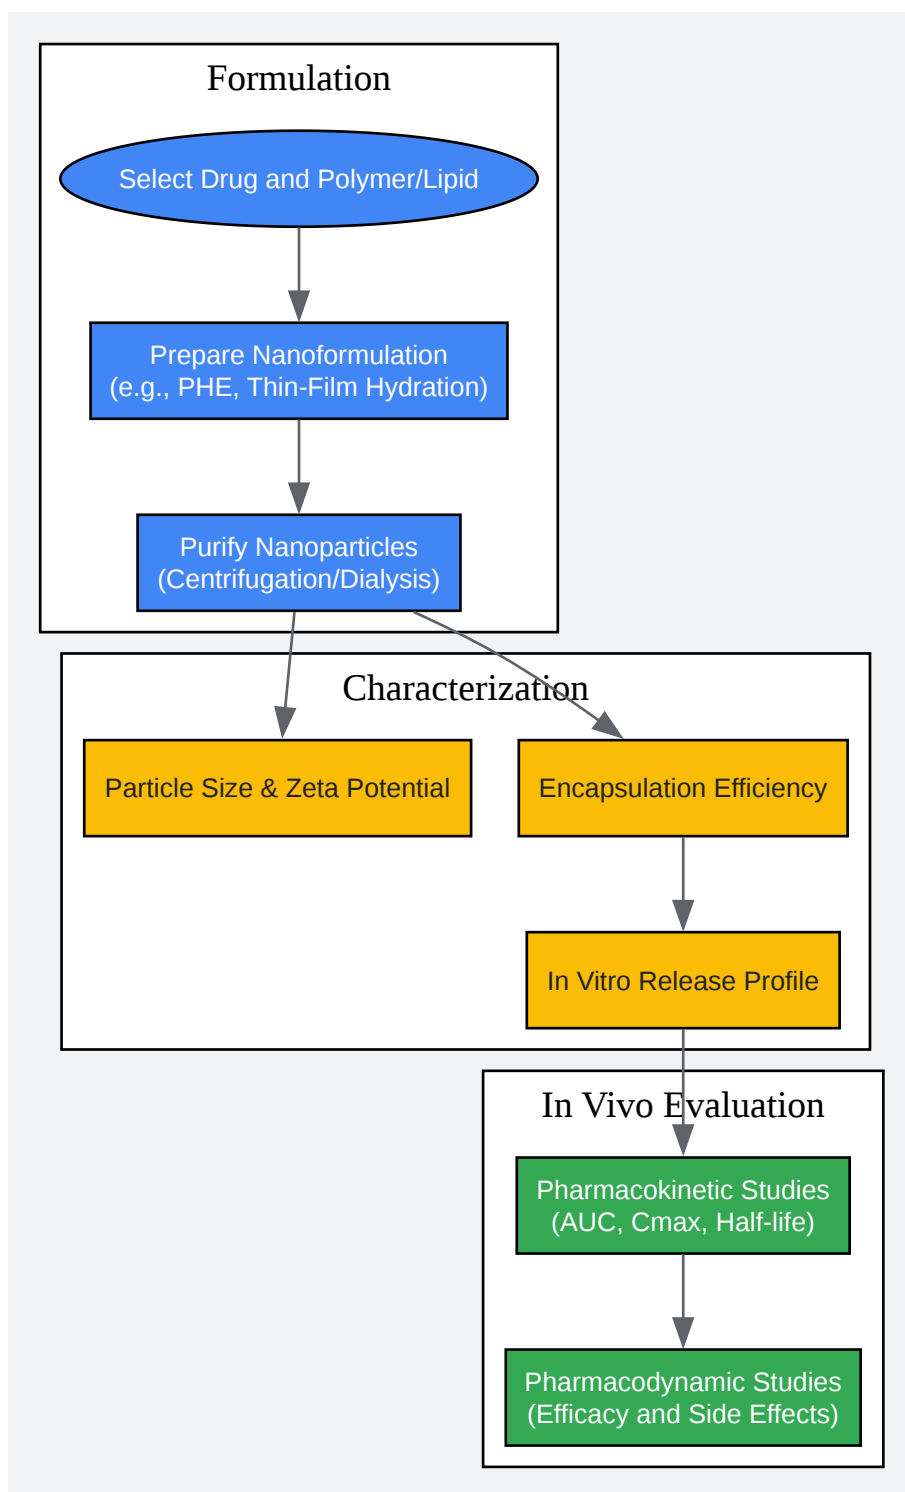 Formulation
Select Drug and Polymer/Lipid
Prepare Nanoformulation
(e.g., PHE, Thin-Film Hydration)
Purify Nanoparticles
(Centrifugation/Dialysis)
Characterization
Particle Size & Zeta Potential
Encapsulation Efficiency
In Vitro Release Profile
In Vivo Evaluation
Pharmacokinetic Studies
(AUC, Cmax, Half-life)
Pharmacodynamic Studies
(Efficacy and Side Effects)